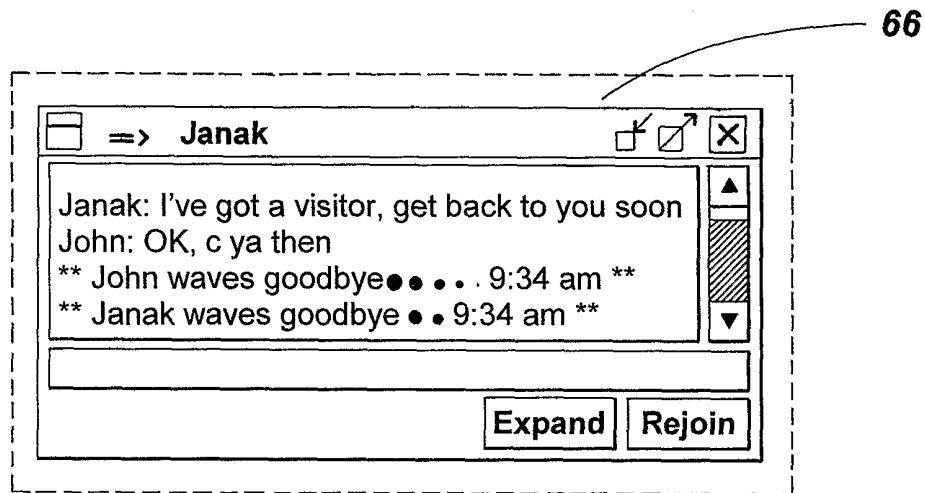 66
=> Janak
Janak: I've got a visitor, get back to you soon
John: OK, c ya then
** John waves goodbye●●••· 9:34 am **
** Janak waves goodbye ●● 9:34 am **
Expand Rejoin